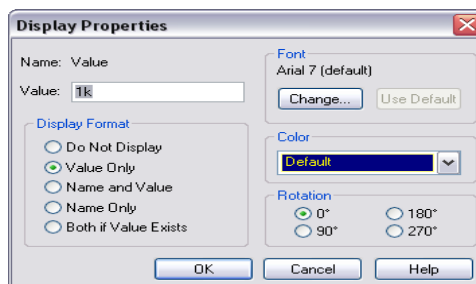 Display Properties
Name: Value
Value: 1k
Display Format
Do Not Display
Value Only
Name and Value
Name Only
Both if Value Exists
Font
Arial 7 (default)
Change... Use Default
Color
Default
Rotation
0° 180°
90° 270°
OK Cancel Help